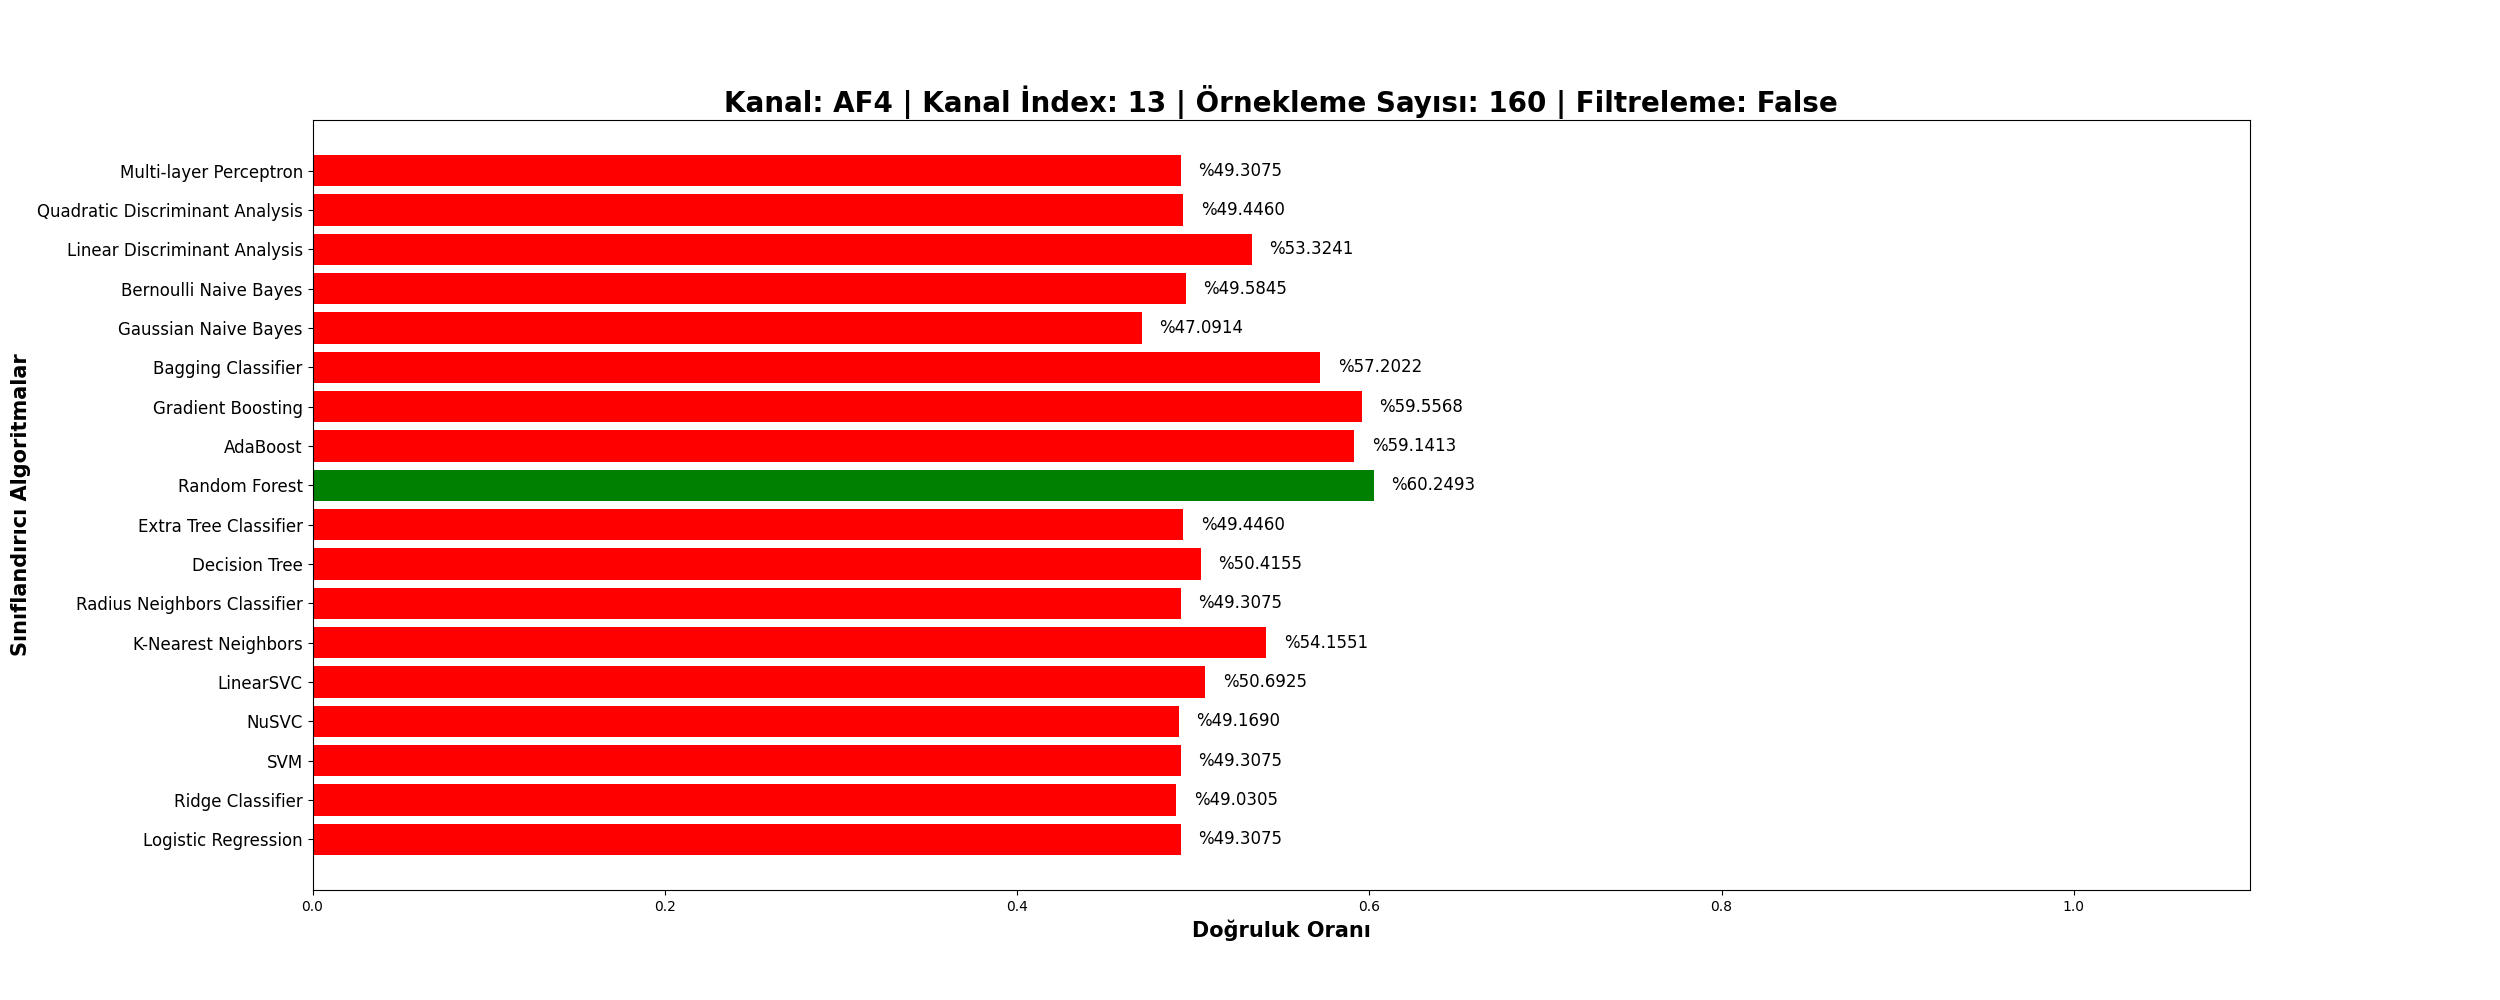 Kanal: AF4 | Kanal İndex: 13 | Örnekleme Sayısı: 160 | Filtreleme: False
Sınıflandırıcı Algoritmalar
Multi-layer Perceptron %49.3075
Quadratic Discriminant Analysis %49.4460
Linear Discriminant Analysis %53.3241
Bernoulli Naive Bayes %49.5845
Gaussian Naive Bayes %47.0914
Bagging Classifier %57.2022
Gradient Boosting %59.5568
AdaBoost %59.1413
Random Forest %60.2493
Extra Tree Classifier %49.4460
Decision Tree %50.4155
Radius Neighbors Classifier %49.3075
K-Nearest Neighbors %54.1551
LinearSVC %50.6925
NuSVC %49.1690
SVM %49.3075
Ridge Classifier %49.0305
Logistic Regression %49.3075
0.0 0.2 0.4 0.6 0.8 1.0
Doğruluk Oranı